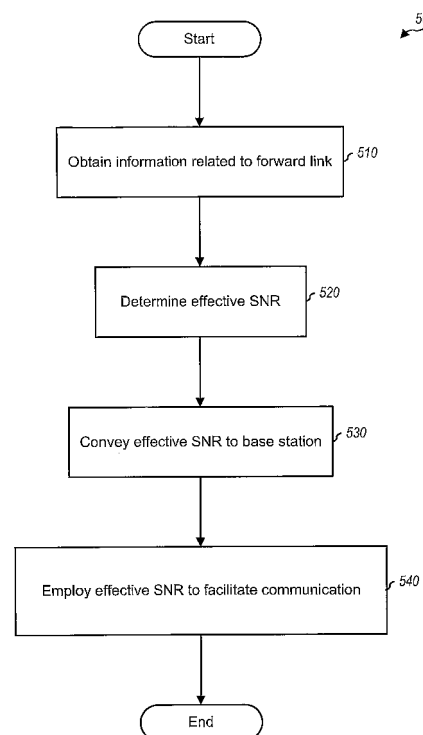 Start
Obtain information related to forward link
510
Determine effective SNR
520
Convey effective SNR to base station
530
Employ effective SNR to facilitate communication
540
End